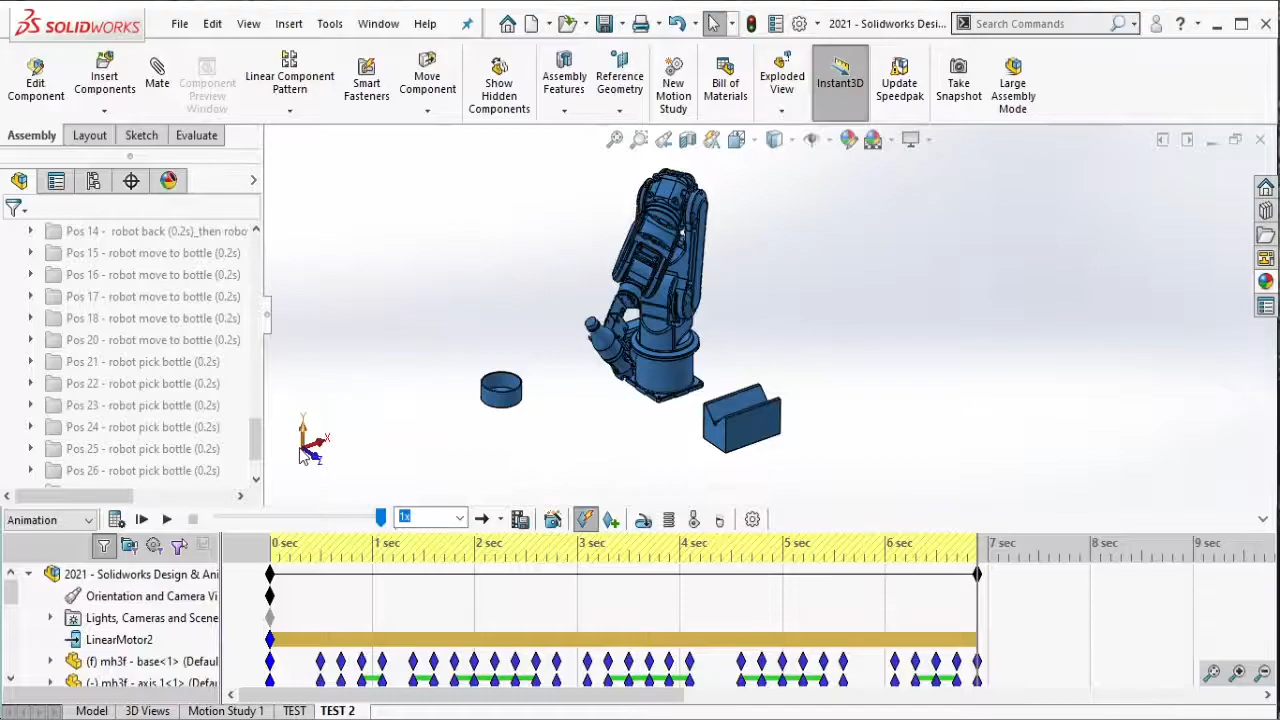 SOLIDWORKS
File Edit View Insert Tools Window Help
2021 - Solidworks Desi...
Search Commands
?
Edit Component
Insert Components
Mate
Component Preview Window
Linear Component Pattern
Smart Fasteners
Move Component
Show Hidden Components
Assembly Features
Reference Geometry
New Motion Study
Bill of Materials
Exploded View
Instant3D
Update Speedpak
Take Snapshot
Large Assembly Mode
Assembly Layout Sketch Evaluate
Pos 14 - robot back (0.2s)_then robo
Pos 15 - robot move to bottle (0.2s)
Pos 16 - robot move to bottle (0.2s)
Pos 17 - robot move to bottle (0.2s)
Pos 18 - robot move to bottle (0.2s)
Pos 20 - robot move to bottle (0.2s)
Pos 21 - robot pick bottle (0.2s)
Pos 22 - robot pick bottle (0.2s)
Pos 23 - robot pick bottle (0.2s)
Pos 24 - robot pick bottle (0.2s)
Pos 25 - robot pick bottle (0.2s)
Pos 26 - robot pick bottle (0.2s)
Y
X
Z
Animation
1x
0 sec 1 sec 2 sec 3 sec 4 sec 5 sec 6 sec 7 sec 8 sec 9 sec
2021 - Solidworks Design & Ani
Orientation and Camera Vi
Lights, Cameras and Scene
LinearMotor2
(f) mh3f - base<1> (Defaul
(-) mh3f - axis 1<1> (Defau
Model 3D Views Motion Study 1 TEST TEST 2